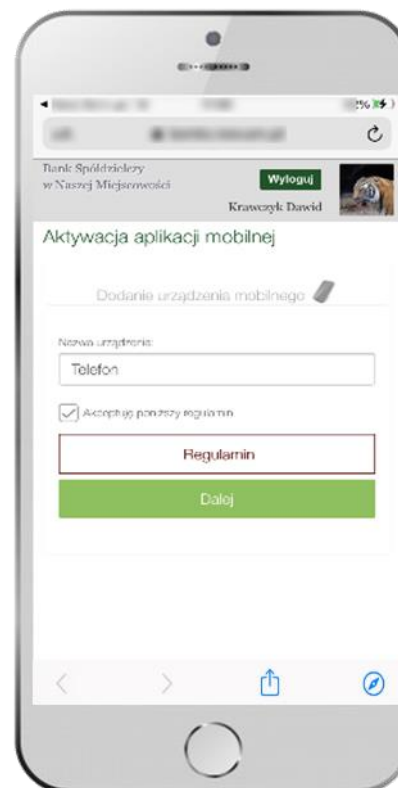 Bank Spółdzielczy
w Naszej Miejscowości
Wyloguj
Krawczyk Dawid
Aktywacja aplikacji mobilnej
Dodanie urządzenia mobilnego
Nazwa urządzenia:
Telefon
Akceptuję poniższy regulamin
Regulamin
Dalej